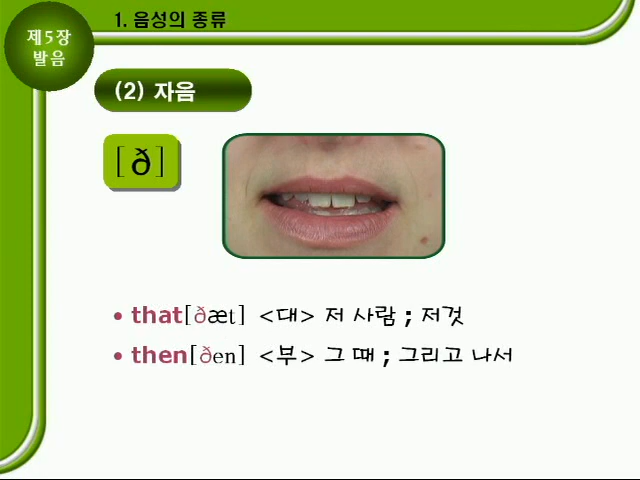 제5장
발음
1. 음성의 종류
(2) 자음
[ð]
• that[ðæt] <대> 저 사람 ; 저것
• then[ðen] <부> 그 때 ; 그리고 나서